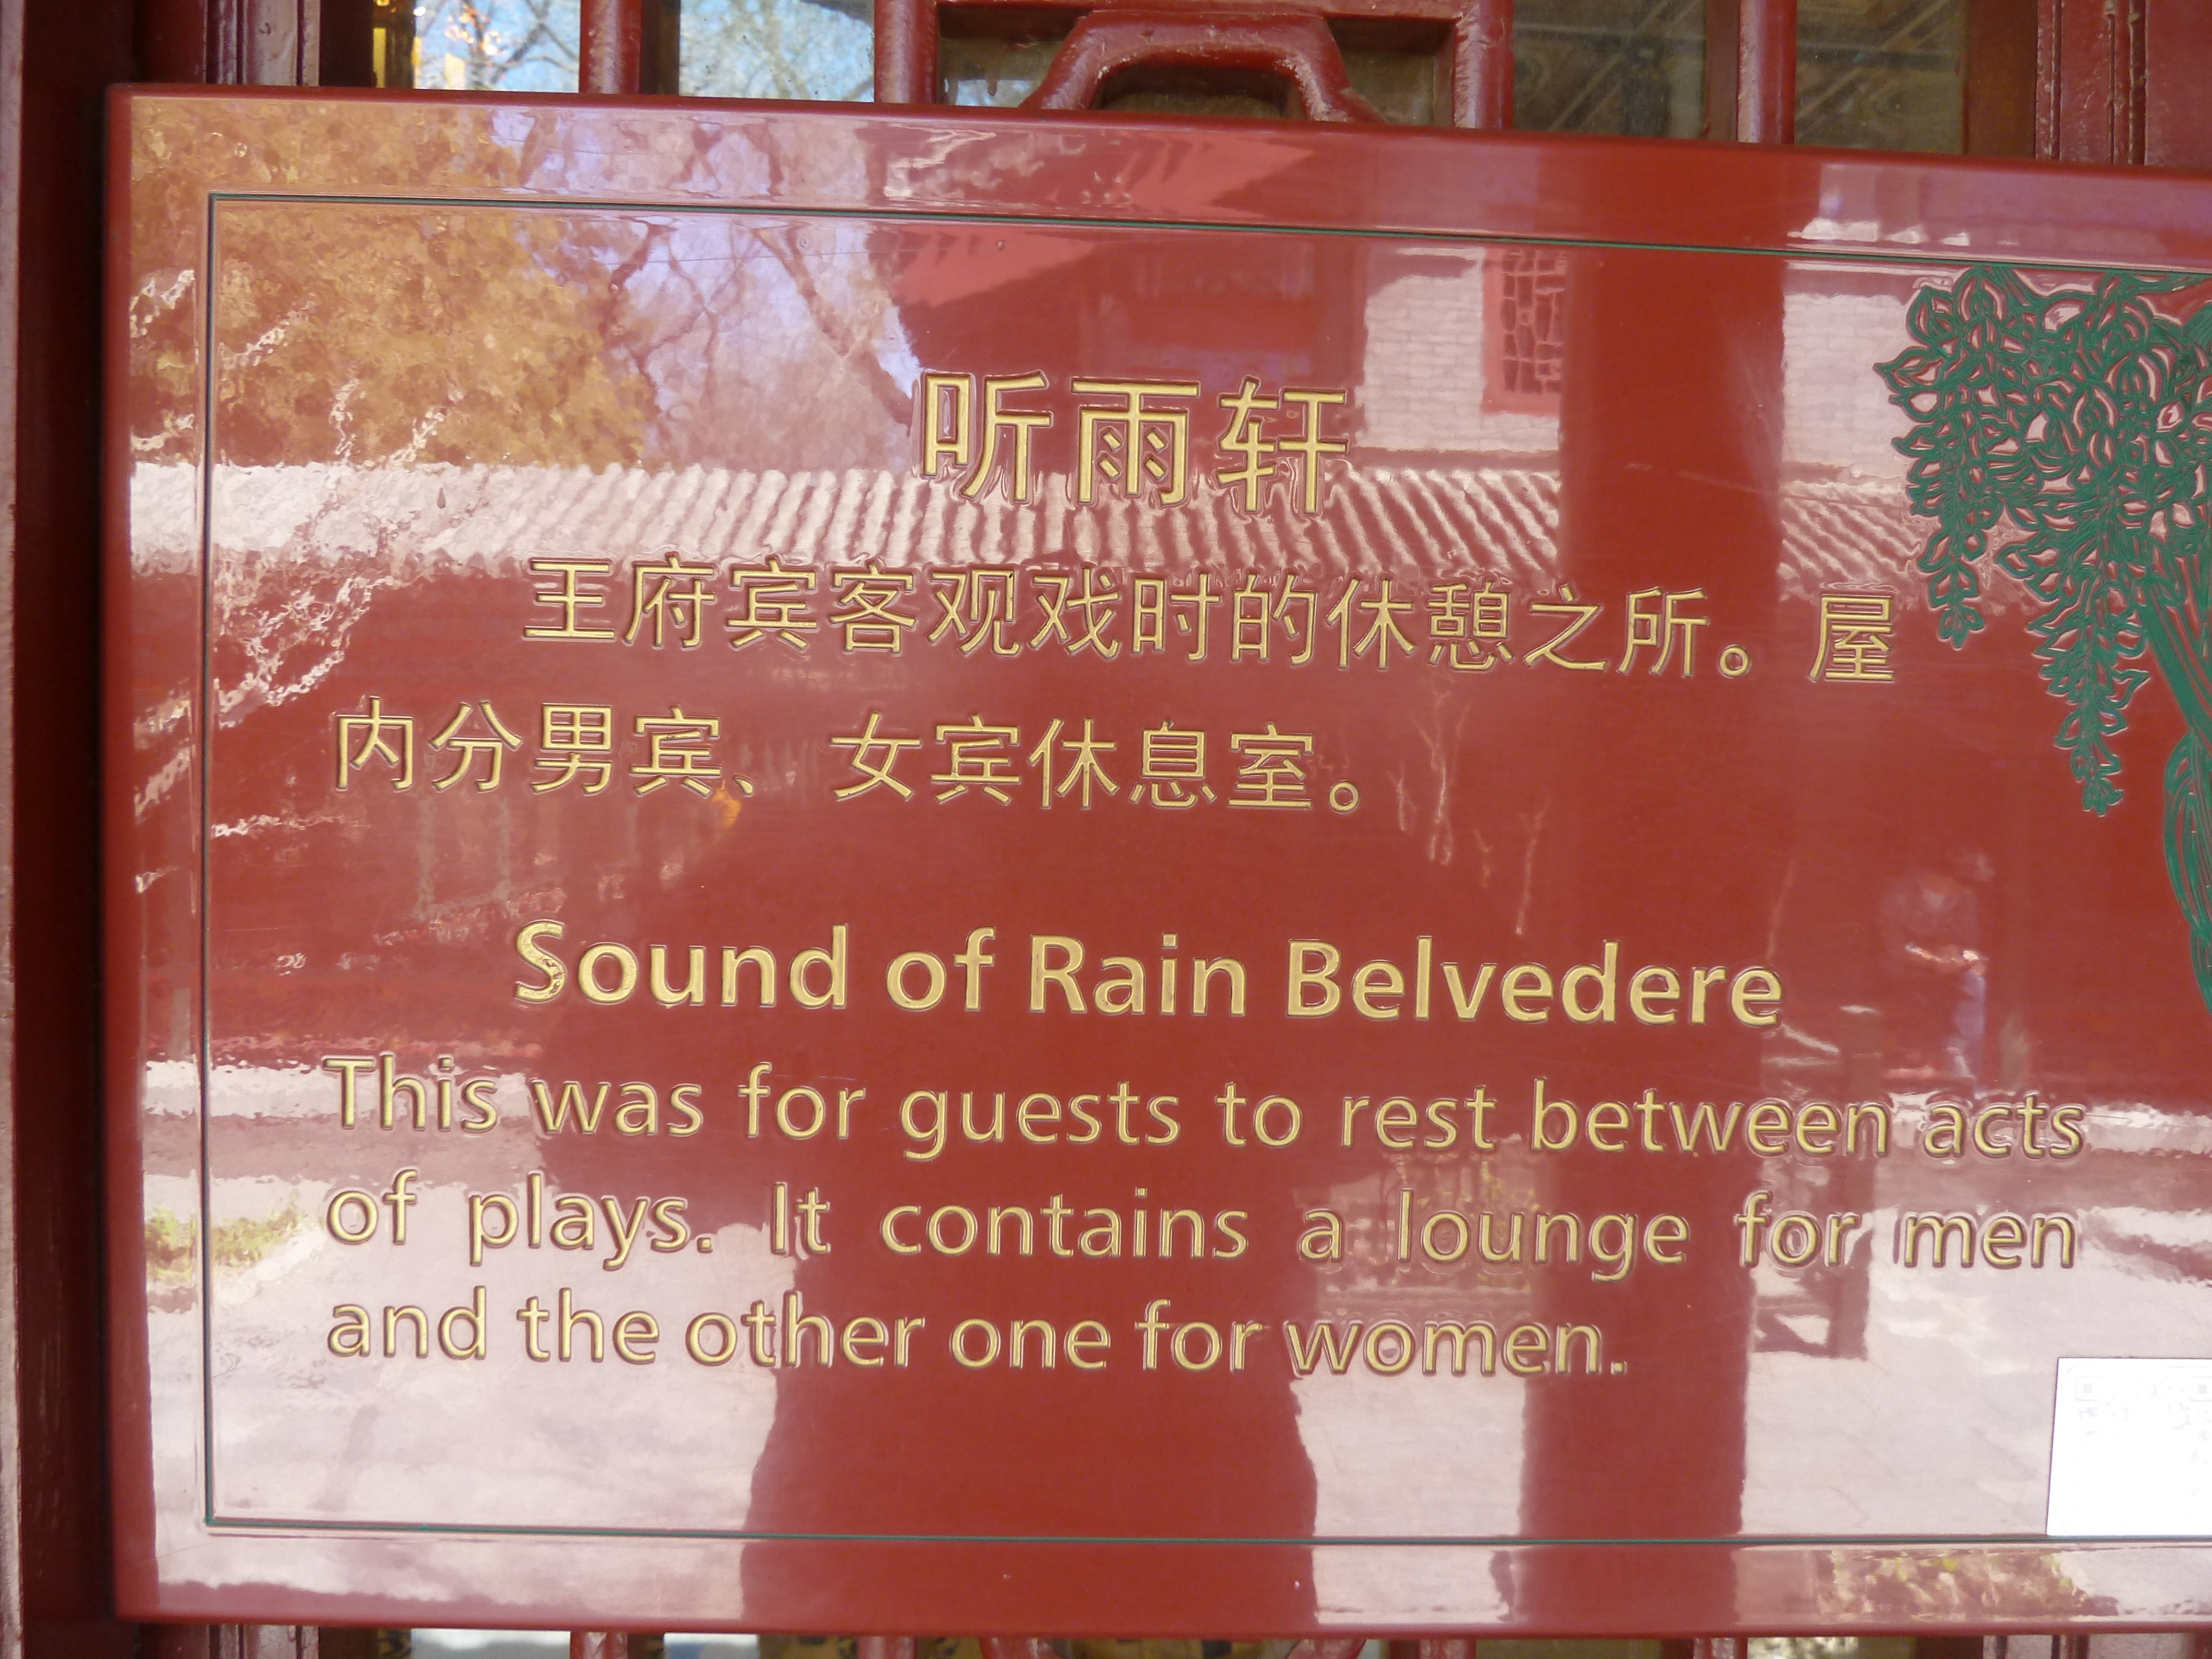 听雨轩
王府宾客观戏时的休憩之所。屋
内分男宾、女宾休息室。
Sound of Rain Belvedere
This was for guests to rest between acts
of plays. It contains a lounge for men
and the other one for women.